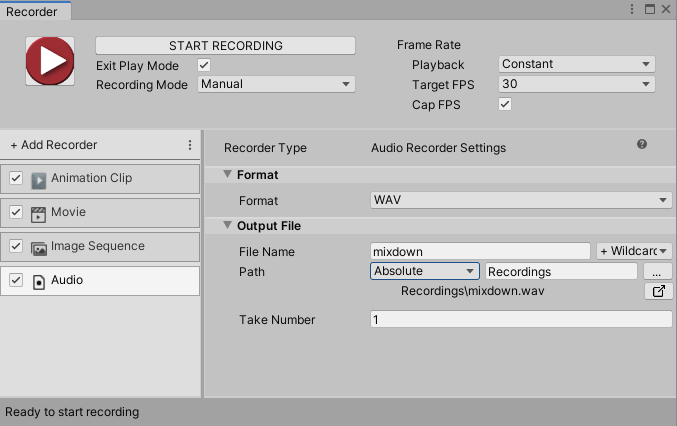 Recorder
START RECORDING
Exit Play Mode
Recording Mode Manual
Frame Rate
Playback Constant
Target FPS 30
Cap FPS
+ Add Recorder
Animation Clip
Movie
Image Sequence
Audio
Recorder Type Audio Recorder Settings
Format
Format WAV
Output File
File Name mixdown + Wildcarc
Path Absolute Recordings ...
Recordings\mixdown.wav
Take Number 1
Ready to start recording